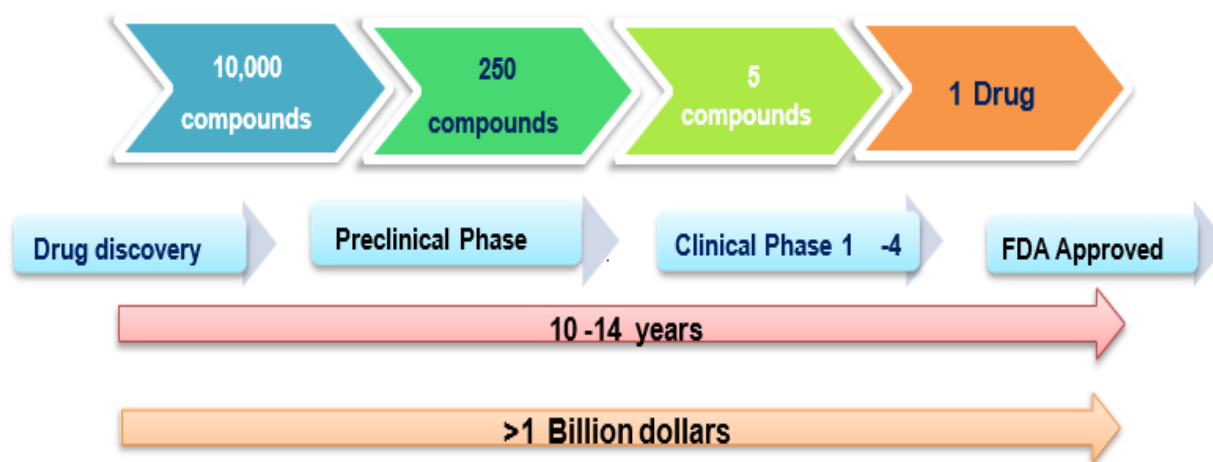 10,000
compounds
250
compounds
5
compounds
1 Drug
Drug discovery
Preclinical Phase
Clinical Phase 1 -4
FDA Approved
10 -14 years
>1 Billion dollars